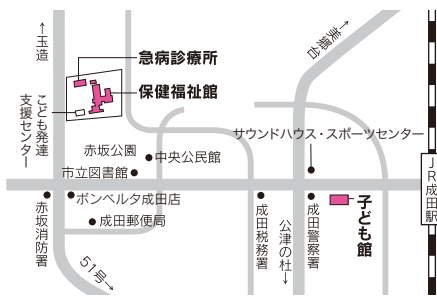 ←玉造
急病診療所
保健福祉館
こども発達
支援センター
→美郷台
赤坂公園
中央公民館
市立図書館
サウンドハウス・スポーツセンター
ボンベルタ成田店
成田郵便局
赤坂消防署
51号→
成田税務署
公津の杜→
成田警察署
子ども館
JR成田駅